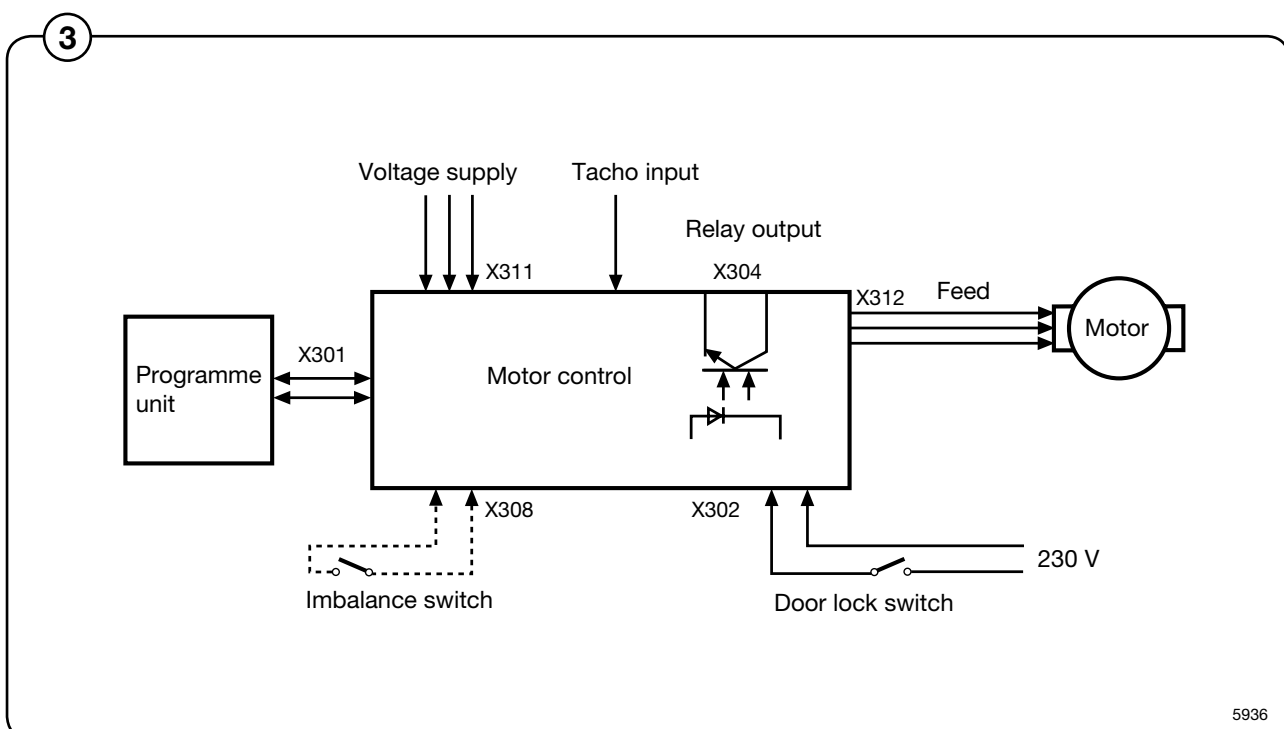 3
Voltage supply
Tacho input
Relay output
X311
X304
X312
Feed
Motor
X301
Programme
unit
Motor control
X308
X302
230 V
Imbalance switch
Door lock switch
5936